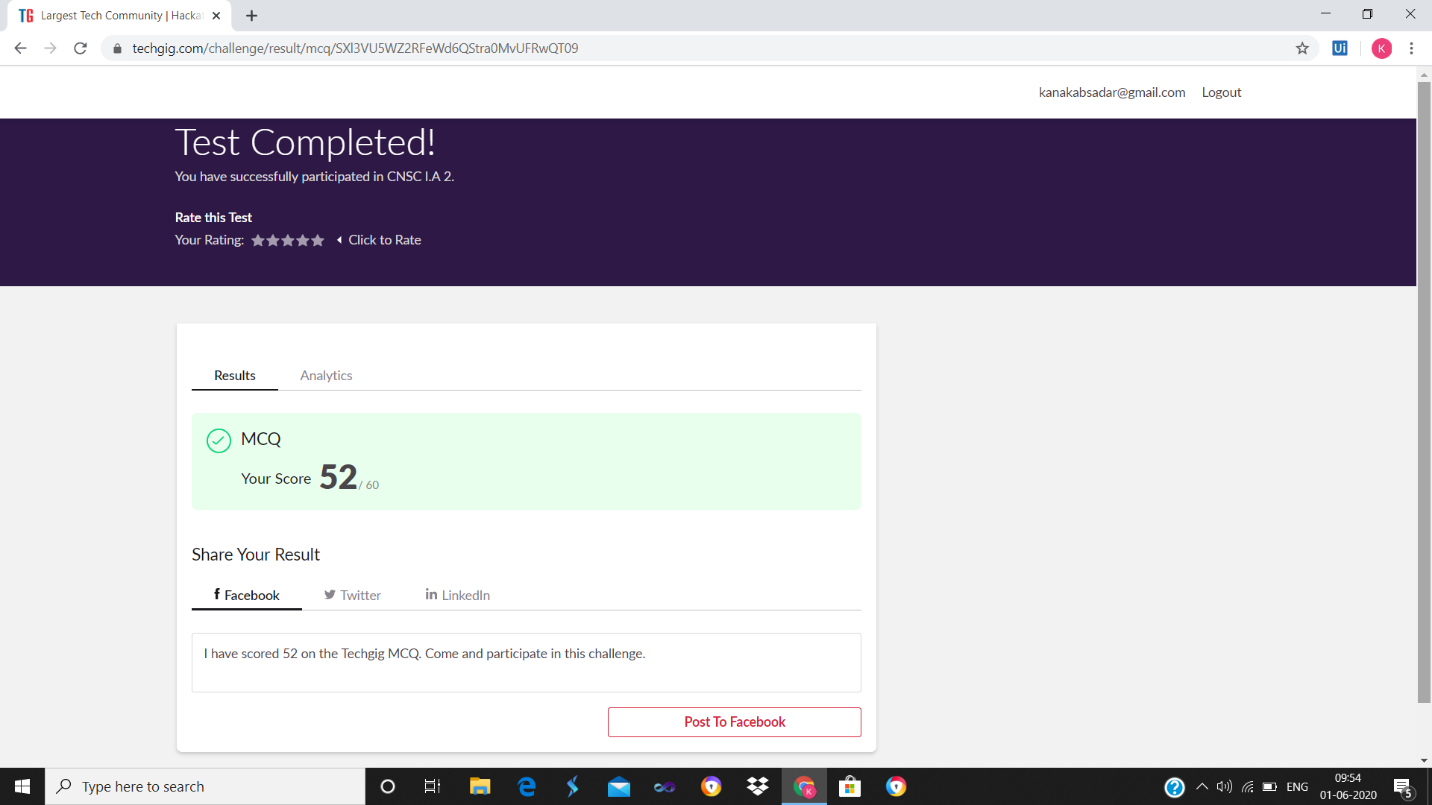 TG Largest Tech Community | Hacka
techgig.com/challenge/result/mcq/SXl3VU5WZ2RFeWd6QStra0MvUFRwQT09
Ui
K
kanakabsadar@gmail.com Logout
Test Completed!
You have successfully participated in CNSC I.A 2.
Rate this Test
Your Rating: Click to Rate
Results Analytics
MCQ
Your Score 52 / 60
Share Your Result
Facebook Twitter LinkedIn
I have scored 52 on the Techgig MCQ. Come and participate in this challenge.
Post To Facebook
Type here to search
K
ENG
09:54
01-06-2020
5